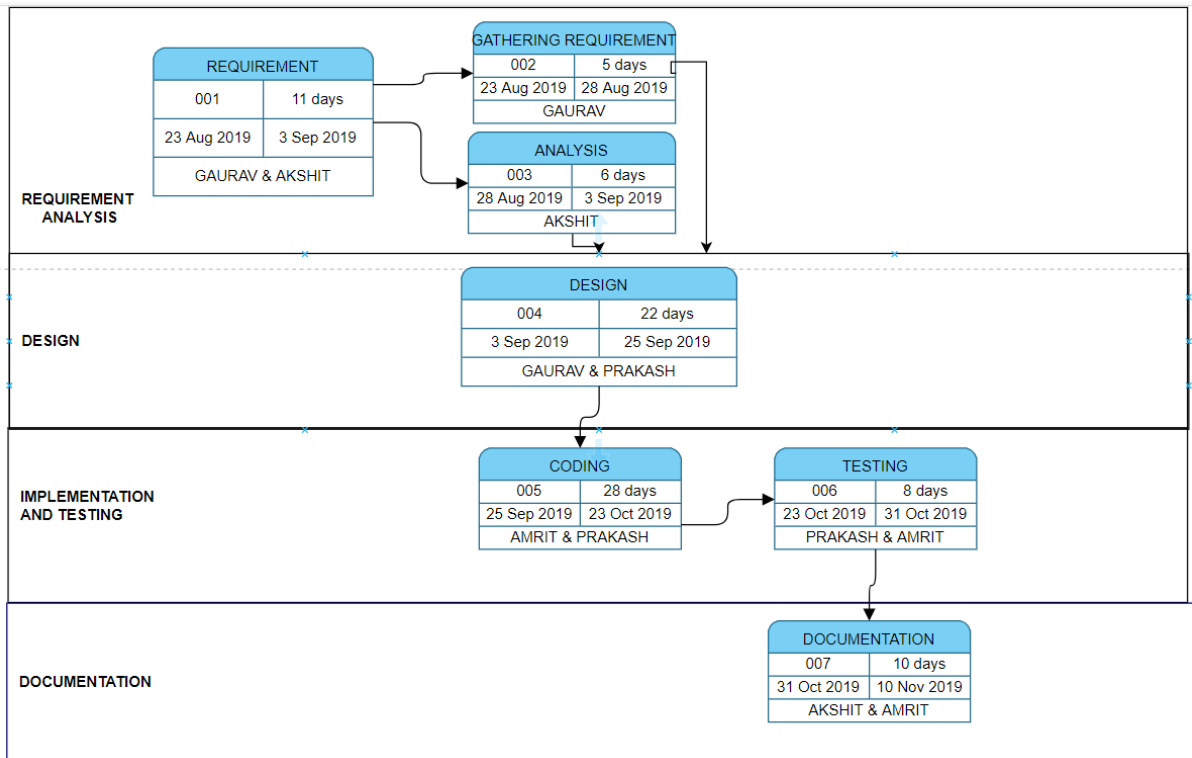 REQUIREMENT
001 11 days
23 Aug 2019 3 Sep 2019
GAURAV & AKSHIT
GATHERING REQUIREMENT
002 5 days
23 Aug 2019 28 Aug 2019
GAURAV
ANALYSIS
003 6 days
28 Aug 2019 3 Sep 2019
AKSHIT
REQUIREMENT
ANALYSIS
DESIGN
004 22 days
3 Sep 2019 25 Sep 2019
GAURAV & PRAKASH
DESIGN
CODING
005 28 days
25 Sep 2019 23 Oct 2019
AMRIT & PRAKASH
TESTING
006 8 days
23 Oct 2019 31 Oct 2019
PRAKASH & AMRIT
IMPLEMENTATION
AND TESTING
DOCUMENTATION
007 10 days
31 Oct 2019 10 Nov 2019
AKSHIT & AMRIT
DOCUMENTATION